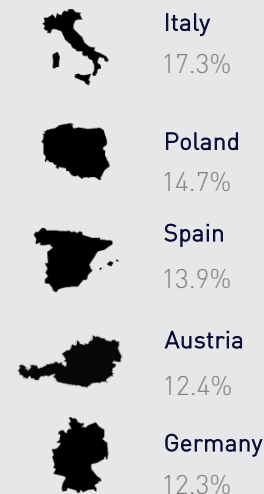 Italy
17.3%
Poland
14.7%
Spain
13.9%
Austria
12.4%
Germany
12.3%